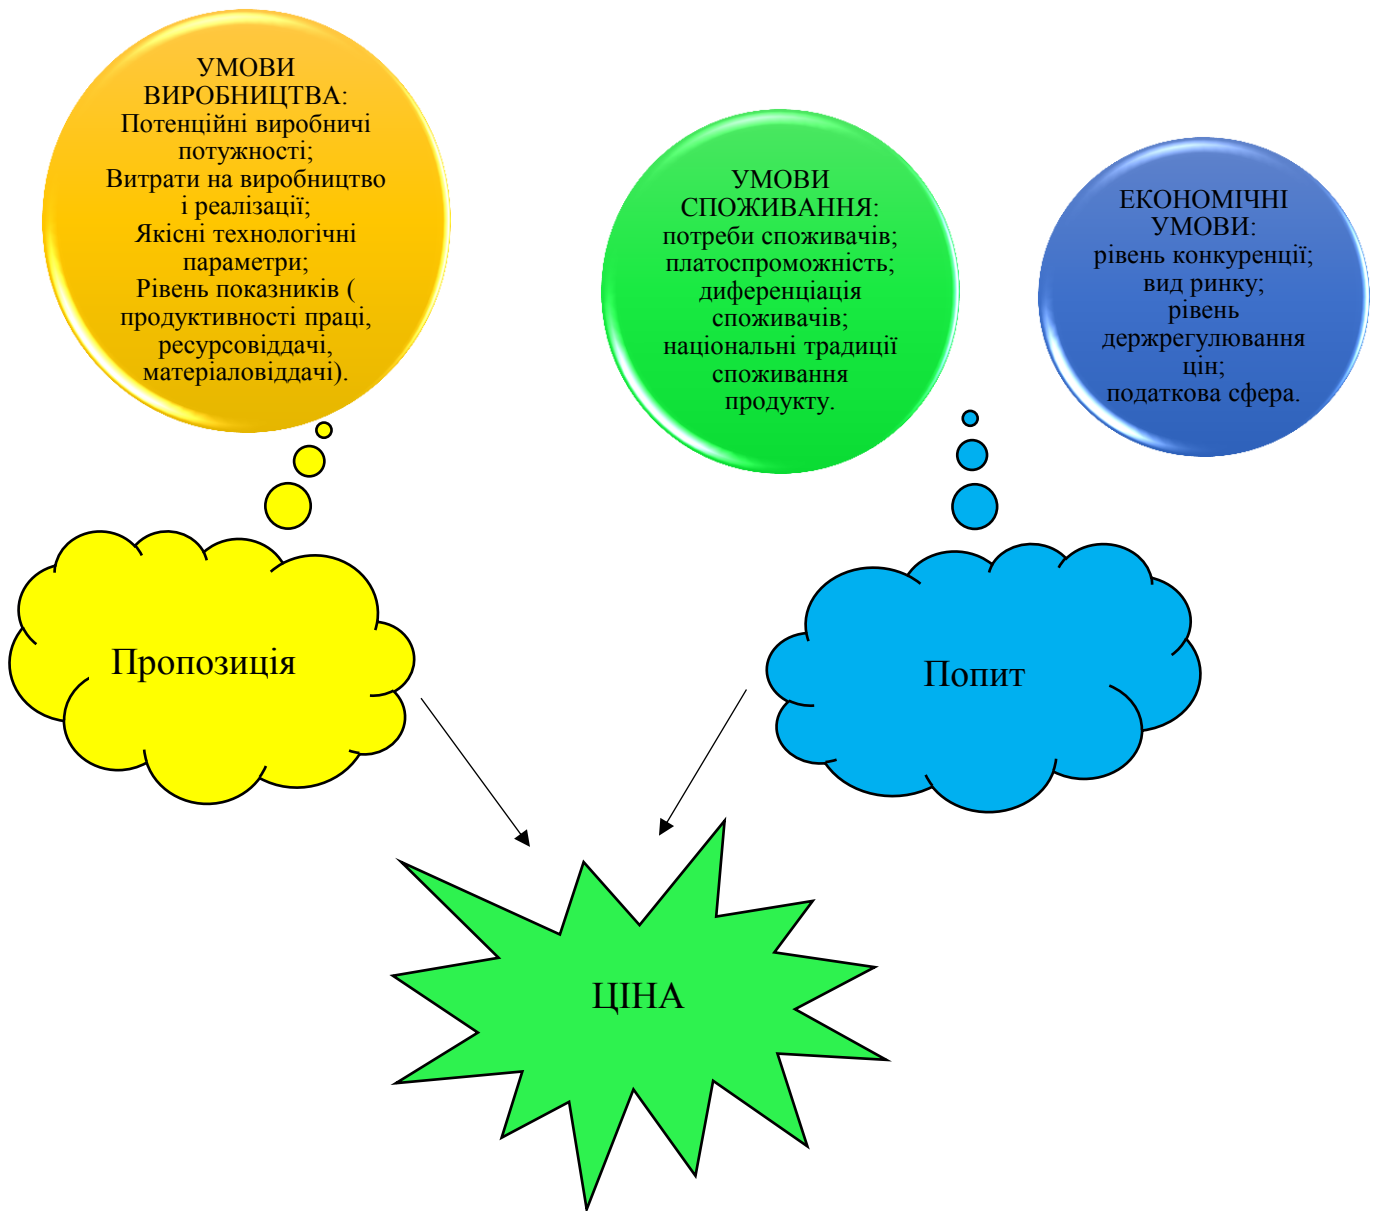 УМОВИ
ВИРОБНИЦТВА:
Потенційні виробничі
потужності;
Витрати на виробництво
і реалізації;
Якісні технологічні
параметри;
Рівень показників (
продуктивності праці,
ресурсовіддачі,
матеріаловіддачі).
УМОВИ
СПОЖИВАННЯ:
потреби споживачів;
платоспроможність;
диференціація
споживачів;
національні традиції
споживання
продукту.
ЕКОНОМІЧНІ
УМОВИ:
рівень конкуренції;
вид ринку;
рівень
держрегулювання
цін;
податкова сфера.
Пропозиція
Попит
ЦІНА